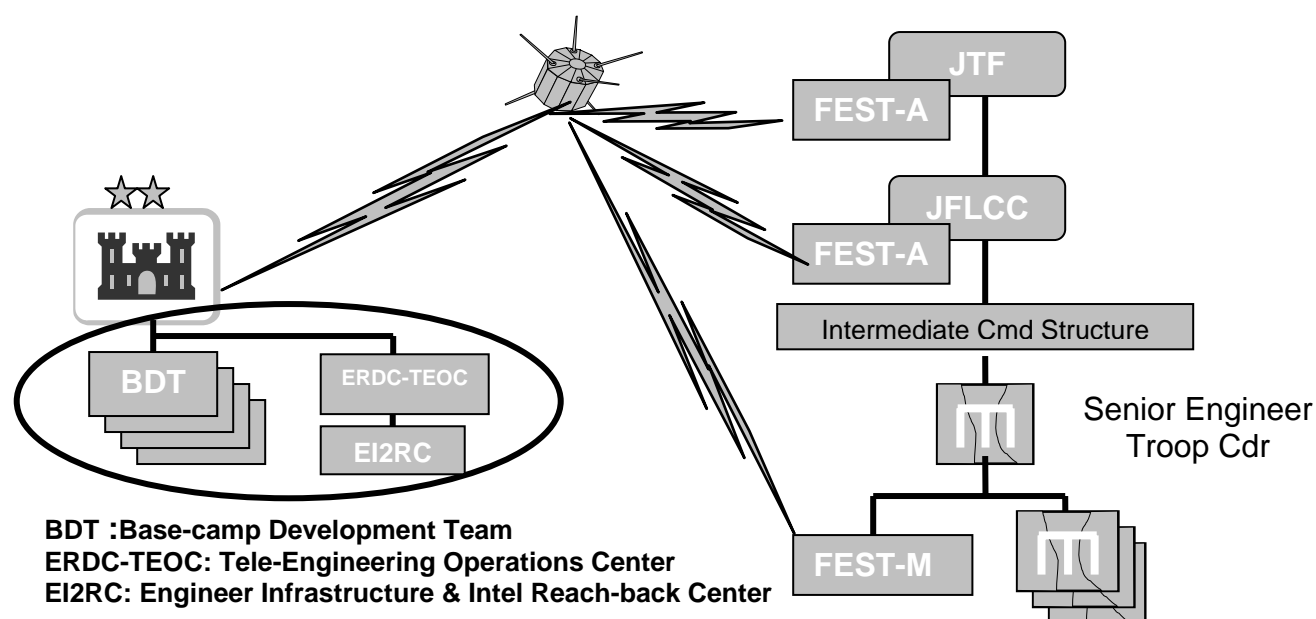 JTF
FEST-A
JFLCC
FEST-A
Intermediate Cmd Structure
BDT
ERDC-TEOC
EI2RC
Senior Engineer
Troop Cdr
FEST-M
BDT :Base-camp Development Team
ERDC-TEOC: Tele-Engineering Operations Center
EI2RC: Engineer Infrastructure & Intel Reach-back Center